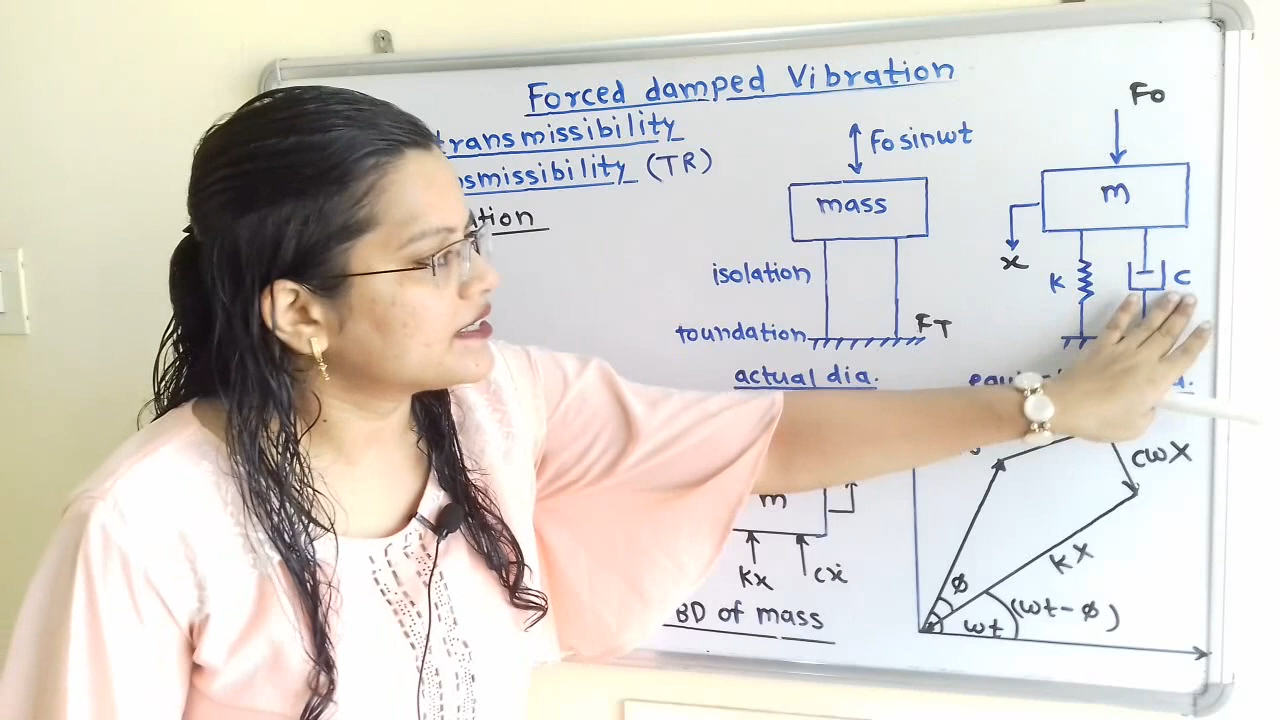 Forced damped Vibration
transmissibility
smissibility (TR)
tion
Fo sinωt
mass
isolation
foundation
FT
actual dia.
Fo
m
x
K
C
m
Kx
cẋ
BD of mass
cωX
KX
ϕ
ωt
(ωt-ϕ)